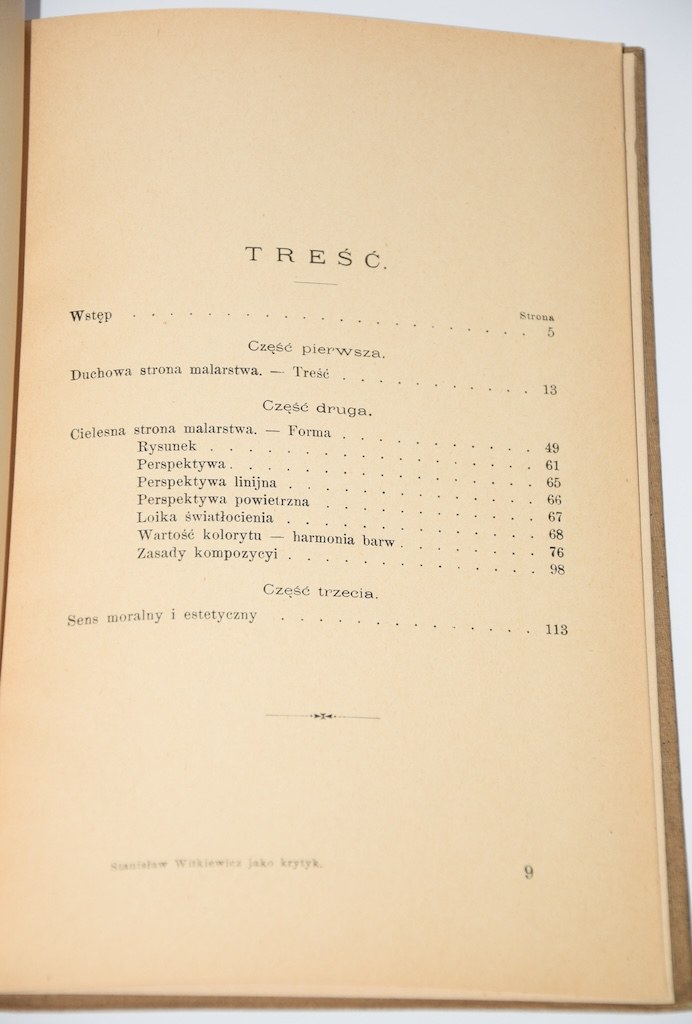 TREŚĆ.
Strona
Wstęp . . . . . . . . . . . . . . . . . . . . . 5
Część pierwsza.
Duchowa strona malarstwa. — Treść . . . . . . . . . . 13
Część druga.
Cielesna strona malarstwa. — Forma . . . . . . . . . . 49
Rysunek . . . . . . . . . . . . . . . . . 61
Perspektywa . . . . . . . . . . . . . . . . 65
Perspektywa linijna . . . . . . . . . . . . . 66
Perspektywa powietrzna . . . . . . . . . . . 67
Loika światłocienia . . . . . . . . . . . . . 68
Wartość kolorytu — harmonia barw . . . . . . . 76
Zasady kompozycyi . . . . . . . . . . . . . 98
Część trzecia.
Sens moralny i estetyczny . . . . . . . . . . . . . 113
Stanisław Witkiewicz jako krytyk. 9